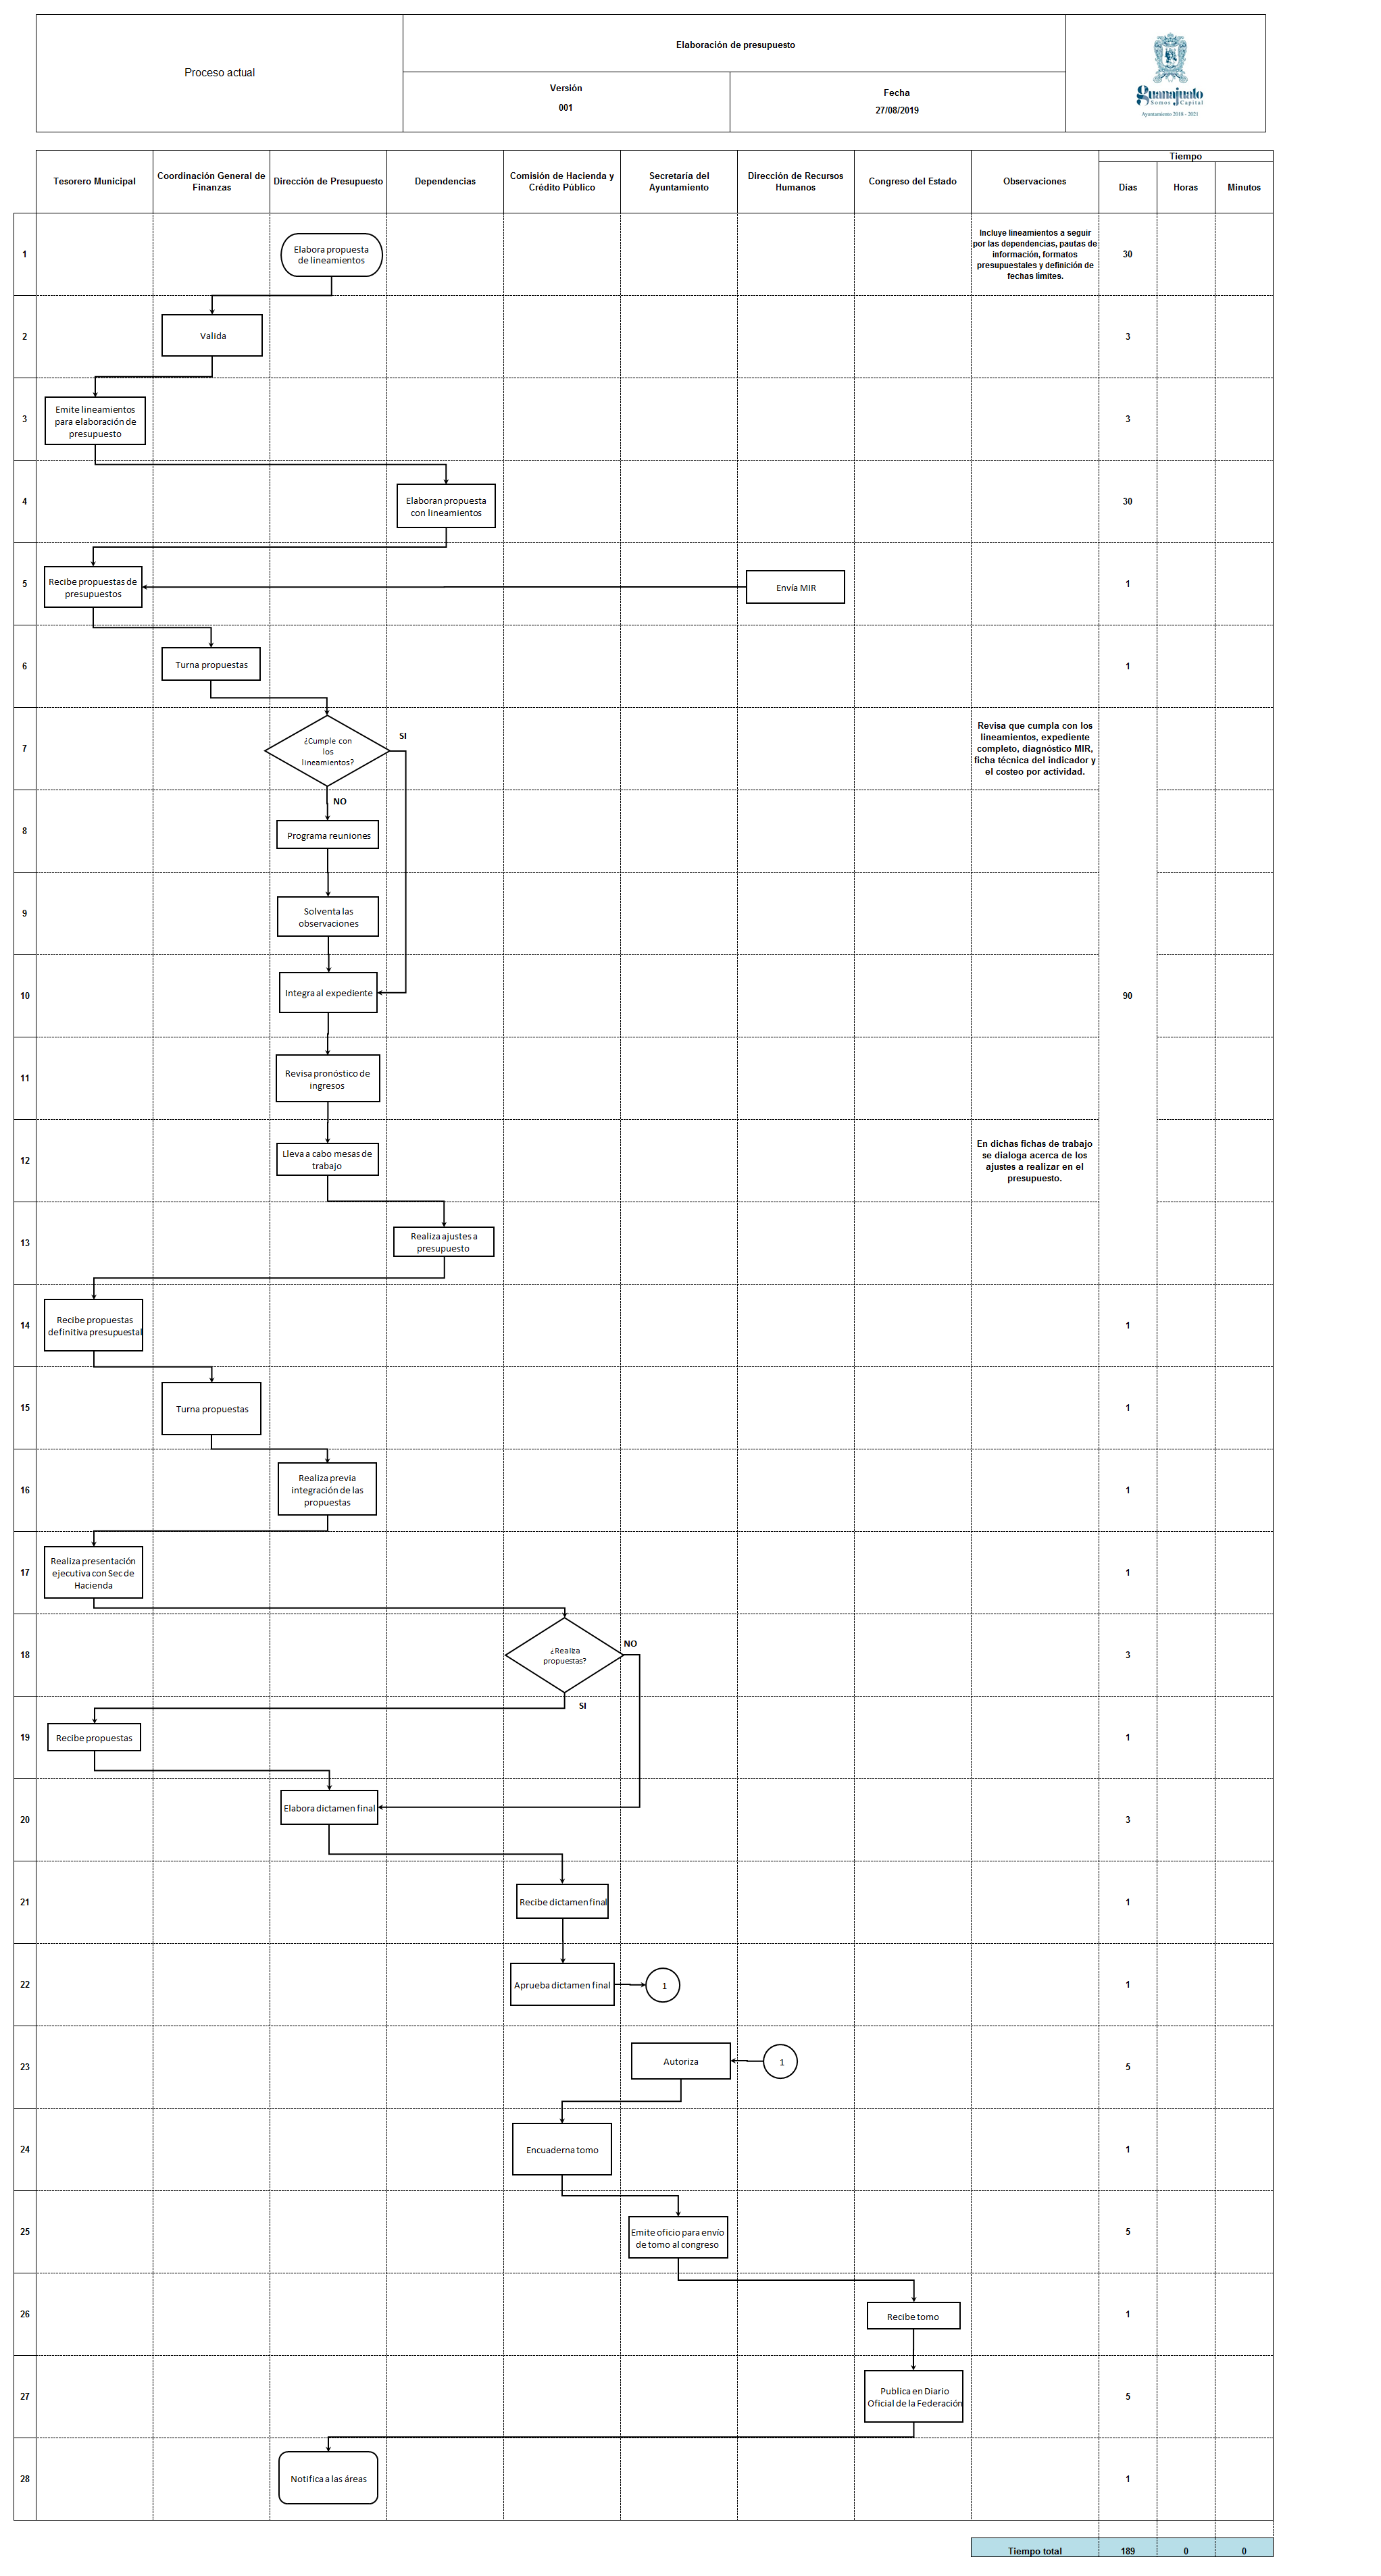 Proceso actual
Elaboración de presupuesto
Versión
001
Fecha
27/08/2019
guanajuato
Somos Capital
Ayuntamiento 2018 - 2021
Tesorero Municipal
Coordinación General de
Finanzas
Dirección de Presupuesto
Dependencias
Comisión de Hacienda y
Crédito Público
Secretaría del
Ayuntamiento
Dirección de Recursos
Humanos
Congreso del Estado
Observaciones
Tiempo
Días
Horas
Minutos
1
Elabora propuesta
de lineamientos
Incluye lineamientos a seguir
por las dependencias, pautas de
información, formatos
presupuestales y definición de
fechas límites.
30
2
Valida
3
3
Emite lineamientos
para elaboración de
presupuesto
3
4
Elaboran propuesta
con lineamientos
30
5
Recibe propuestas de
presupuestos
Envía MIR
1
6
Turna propuestas
1
7
¿Cumple con
los
lineamientos?
SI
NO
Revisa que cumpla con los
lineamientos, expediente
completo, diagnóstico MIR,
ficha técnica del indicador y
el costeo por actividad.
8
Programa reuniones
9
Solventa las
observaciones
10
Integra al expediente
90
11
Revisa pronóstico de
ingresos
12
Lleva a cabo mesas de
trabajo
En dichas fichas de trabajo
se dialoga acerca de los
ajustes a realizar en el
presupuesto.
13
Realiza ajustes a
presupuesto
14
Recibe propuestas
definitiva presupuestal
1
15
Turna propuestas
1
16
Realiza previa
integración de las
propuestas
1
17
Realiza presentación
ejecutiva con Sec de
Hacienda
1
18
¿Realiza
propuestas?
NO
SI
3
19
Recibe propuestas
1
20
Elabora dictamen final
3
21
Recibe dictamen final
1
22
Aprueba dictamen final
1
1
23
Autoriza
1
5
24
Encuaderna tomo
1
25
Emite oficio para envío
de tomo al congreso
5
26
Recibe tomo
1
27
Publica en Diario
Oficial de la Federación
5
28
Notifica a las áreas
1
Tiempo total
189
0
0